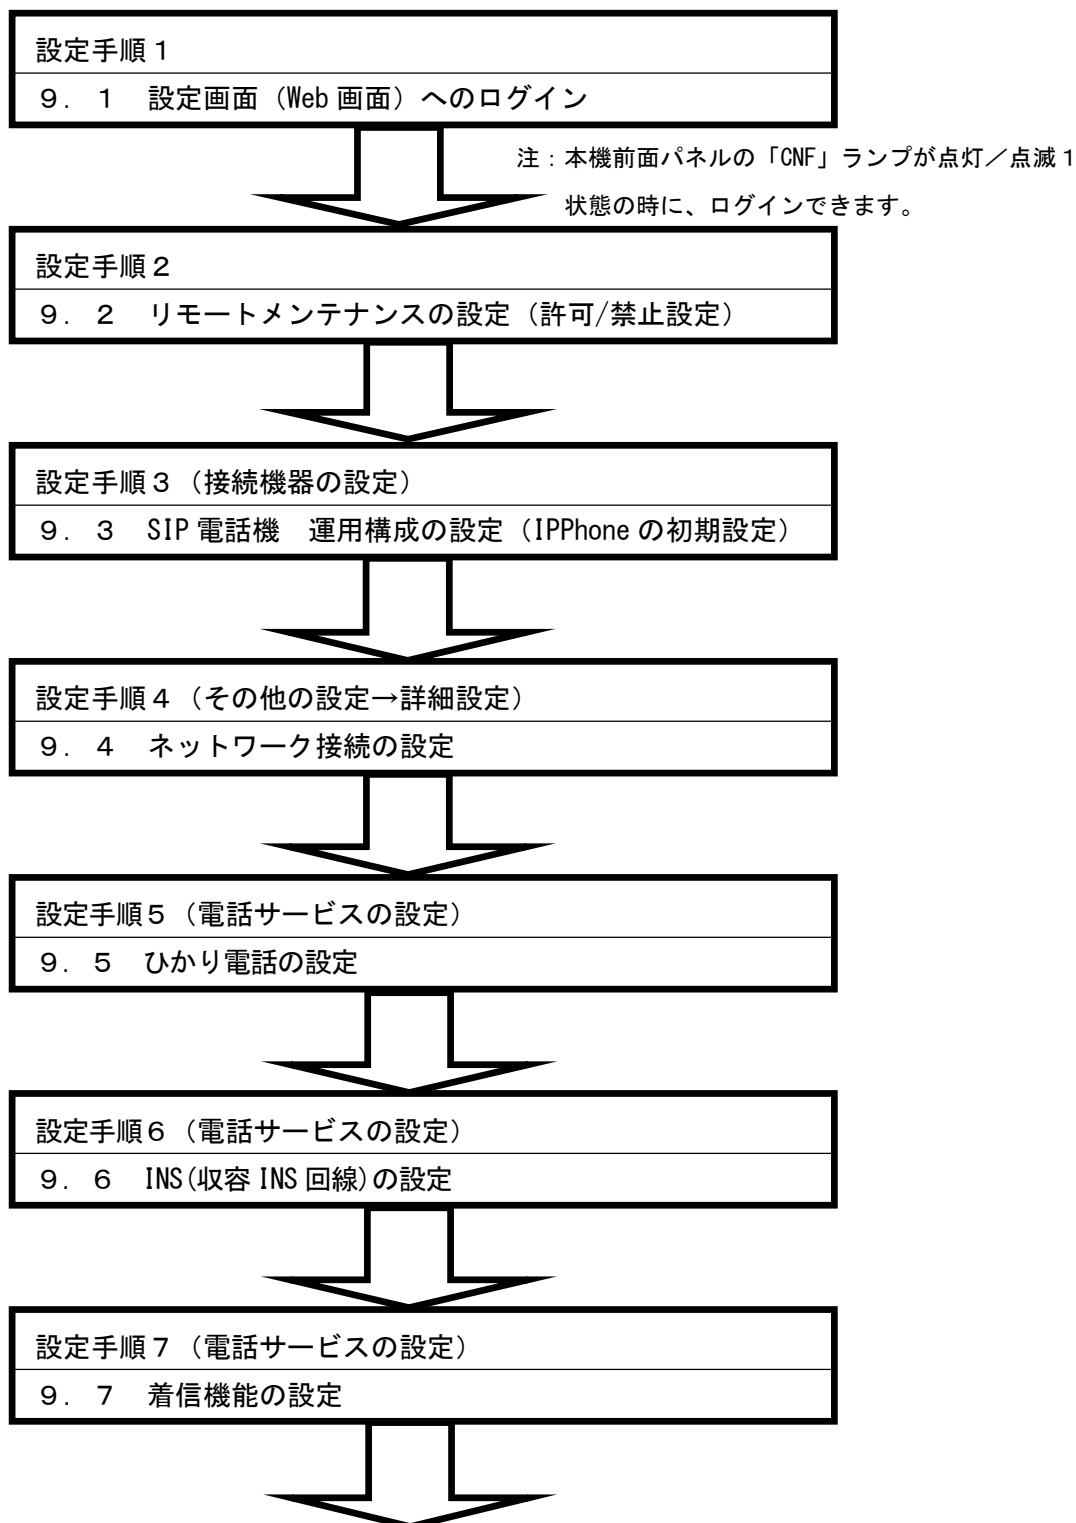 設定手順１
９．１　設定画面（Web 画面）へのログイン
注：本機前面パネルの「CNF」ランプが点灯／点滅１
状態の時に、ログインできます。
設定手順２
９．２　リモートメンテナンスの設定（許可/禁止設定）
設定手順３（接続機器の設定）
９．３　SIP 電話機　運用構成の設定（IPPhone の初期設定）
設定手順４（その他の設定→詳細設定）
９．４　ネットワーク接続の設定
設定手順５（電話サービスの設定）
９．５　ひかり電話の設定
設定手順６（電話サービスの設定）
９．６　INS(収容 INS 回線)の設定
設定手順７（電話サービスの設定）
９．７　着信機能の設定